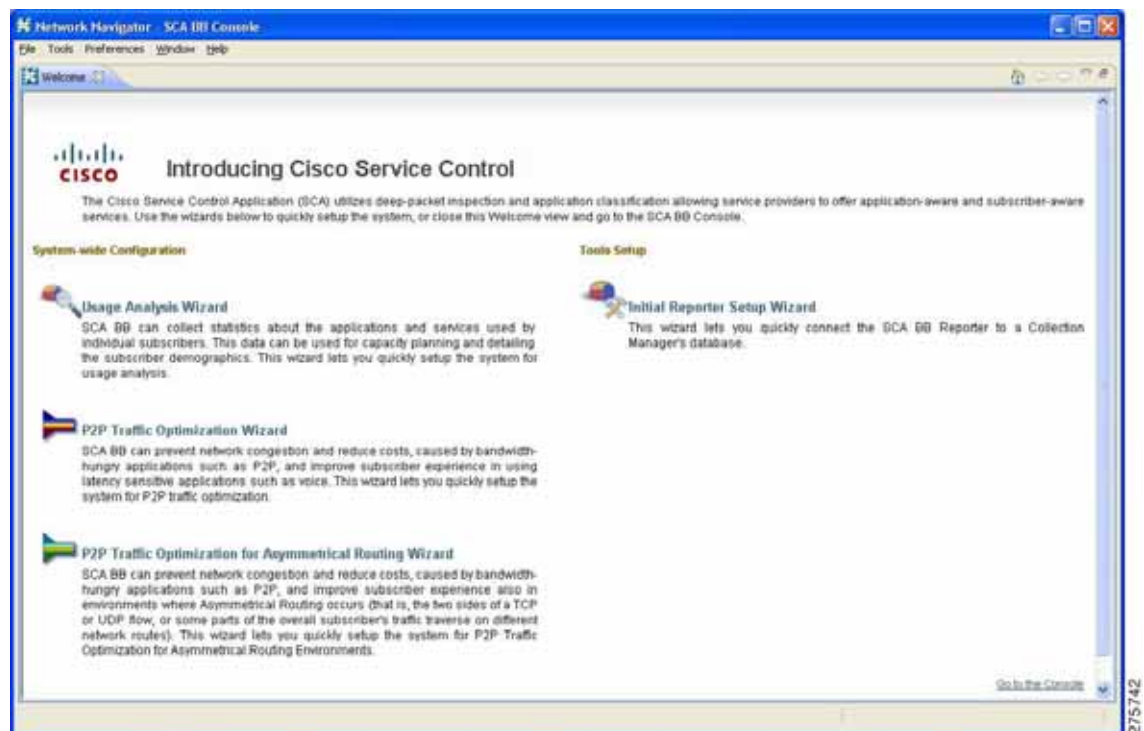 Network Navigator - SCA BB Console
File Tools Preferences Window Help
Welcome
CISCO
Introducing Cisco Service Control
The Cisco Service Control Application (SCA) utilizes deep-packet inspection and application classification allowing service providers to offer application-aware and subscriber-aware
services. Use the wizards below to quickly setup the system, or close this Welcome view and go to the SCA BB Console.
System-wide Configuration
Usage Analysis Wizard
SCA BB can collect statistics about the applications and services used by
individual subscribers. This data can be used for capacity planning and detailing
the subscriber demographics. This wizard lets you quickly setup the system for
usage analysis.
P2P Traffic Optimization Wizard
SCA BB can prevent network congestion and reduce costs, caused by bandwidth-
hungry applications such as P2P, and improve subscriber experience in using
latency sensitive applications such as voice. This wizard lets you quickly setup the
system for P2P traffic optimization.
P2P Traffic Optimization for Asymmetrical Routing Wizard
SCA BB can prevent network congestion and reduce costs, caused by bandwidth-
hungry applications such as P2P, and improve subscriber experience also in
environments where Asymmetrical Routing occurs (that is, the two sides of a TCP
or UDP flow, or some parts of the overall subscriber's traffic traverse on different
network routes). This wizard lets you quickly setup the system for P2P Traffic
Optimization for Asymmetrical Routing Environments.
Tools Setup
Initial Reporter Setup Wizard
This wizard lets you quickly connect the SCA BB Reporter to a Collection
Manager's database.
Go to the Console
275742